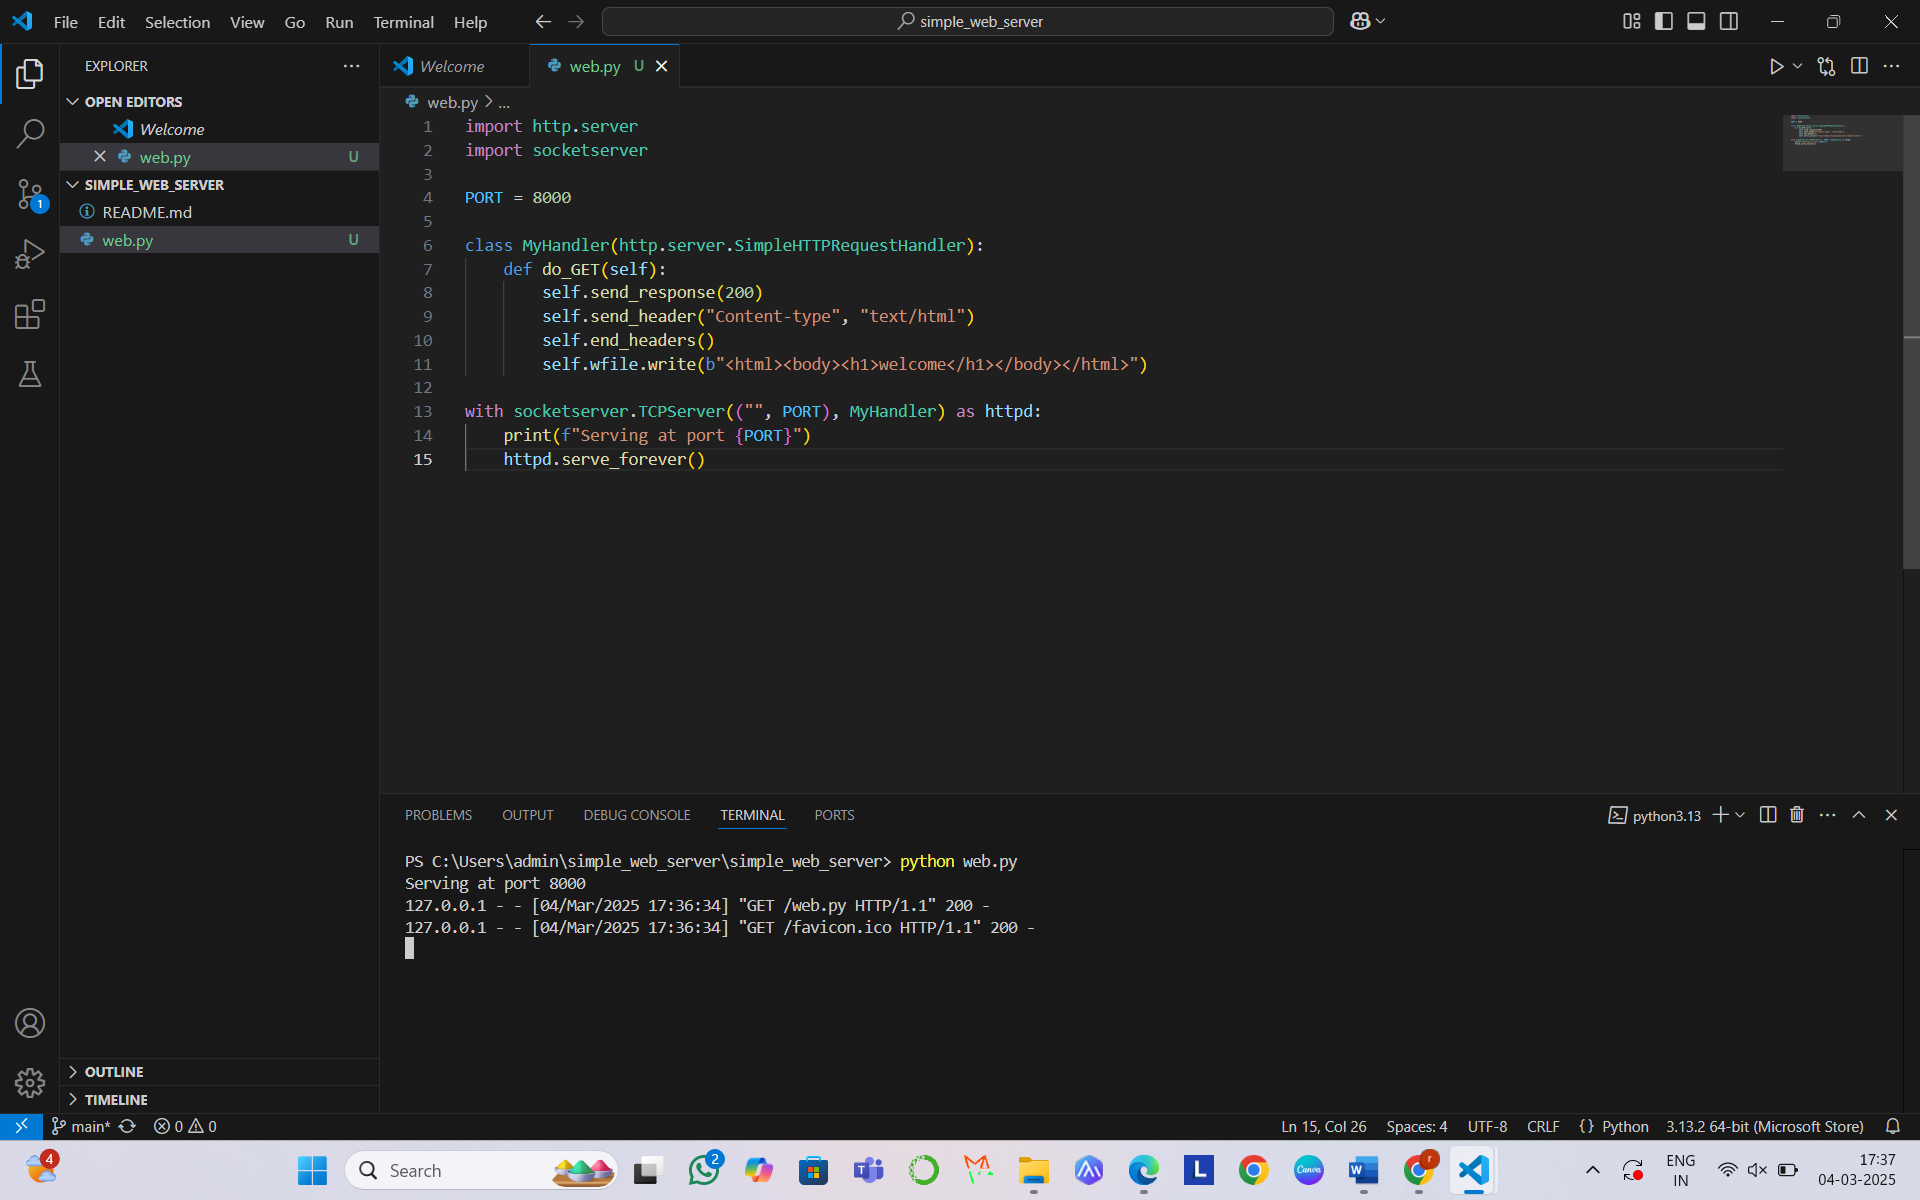 File Edit Selection View Go Run Terminal Help
simple_web_server
EXPLORER
OPEN EDITORS
Welcome
web.py U
SIMPLE_WEB_SERVER
README.md
web.py U
1
OUTLINE
TIMELINE
Welcome
web.py U
web.py > ...
1 import http.server
2 import socketserver
3
4 PORT = 8000
5
6 class MyHandler(http.server.SimpleHTTPRequestHandler):
7 def do_GET(self):
8 self.send_response(200)
9 self.send_header("Content-type", "text/html")
10 self.end_headers()
11 self.wfile.write(b"<html><body><h1>welcome</h1></body></html>")
12
13 with socketserver.TCPServer(("", PORT), MyHandler) as httpd:
14 print(f"Serving at port {PORT}")
15 httpd.serve_forever()
PROBLEMS OUTPUT DEBUG CONSOLE TERMINAL PORTS
python3.13
PS C:\Users\admin\simple_web_server\simple_web_server> python web.py
Serving at port 8000
127.0.0.1 - - [04/Mar/2025 17:36:34] "GET /web.py HTTP/1.1" 200 -
127.0.0.1 - - [04/Mar/2025 17:36:34] "GET /favicon.ico HTTP/1.1" 200 -
main* 0 0
Ln 15, Col 26 Spaces: 4 UTF-8 CRLF {} Python 3.13.2 64-bit (Microsoft Store)
4
Search
2
T
L
Canva
W
r
ENG
IN
17:37
04-03-2025